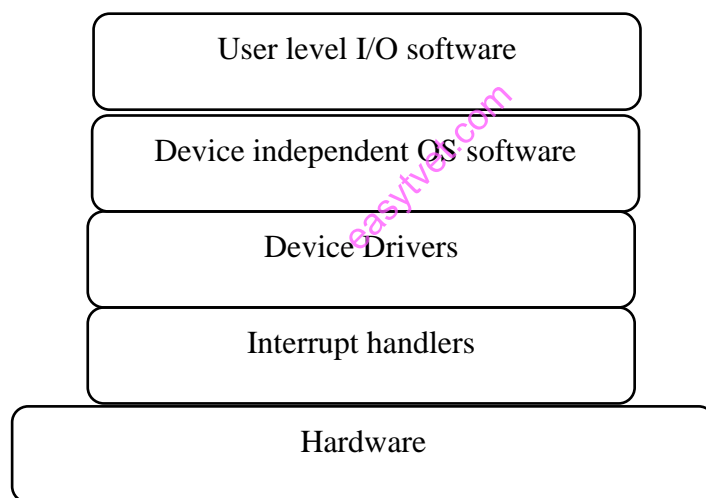 User level I/O software
Device independent OS software
easytvet.com
Device Drivers
Interrupt handlers
Hardware